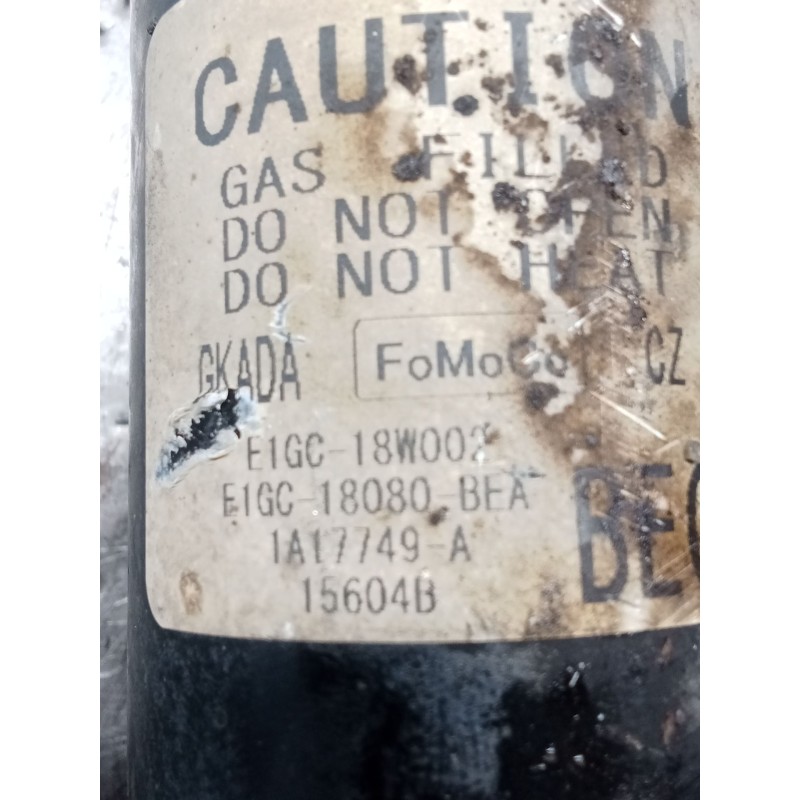 CAUTION
GAS FILLED
DO NOT OPEN
DO NOT HEAT
GKADA FoMoCo CZ
E1GC-18W002
E1GC-18080-BEA
1A17749-A
15604B